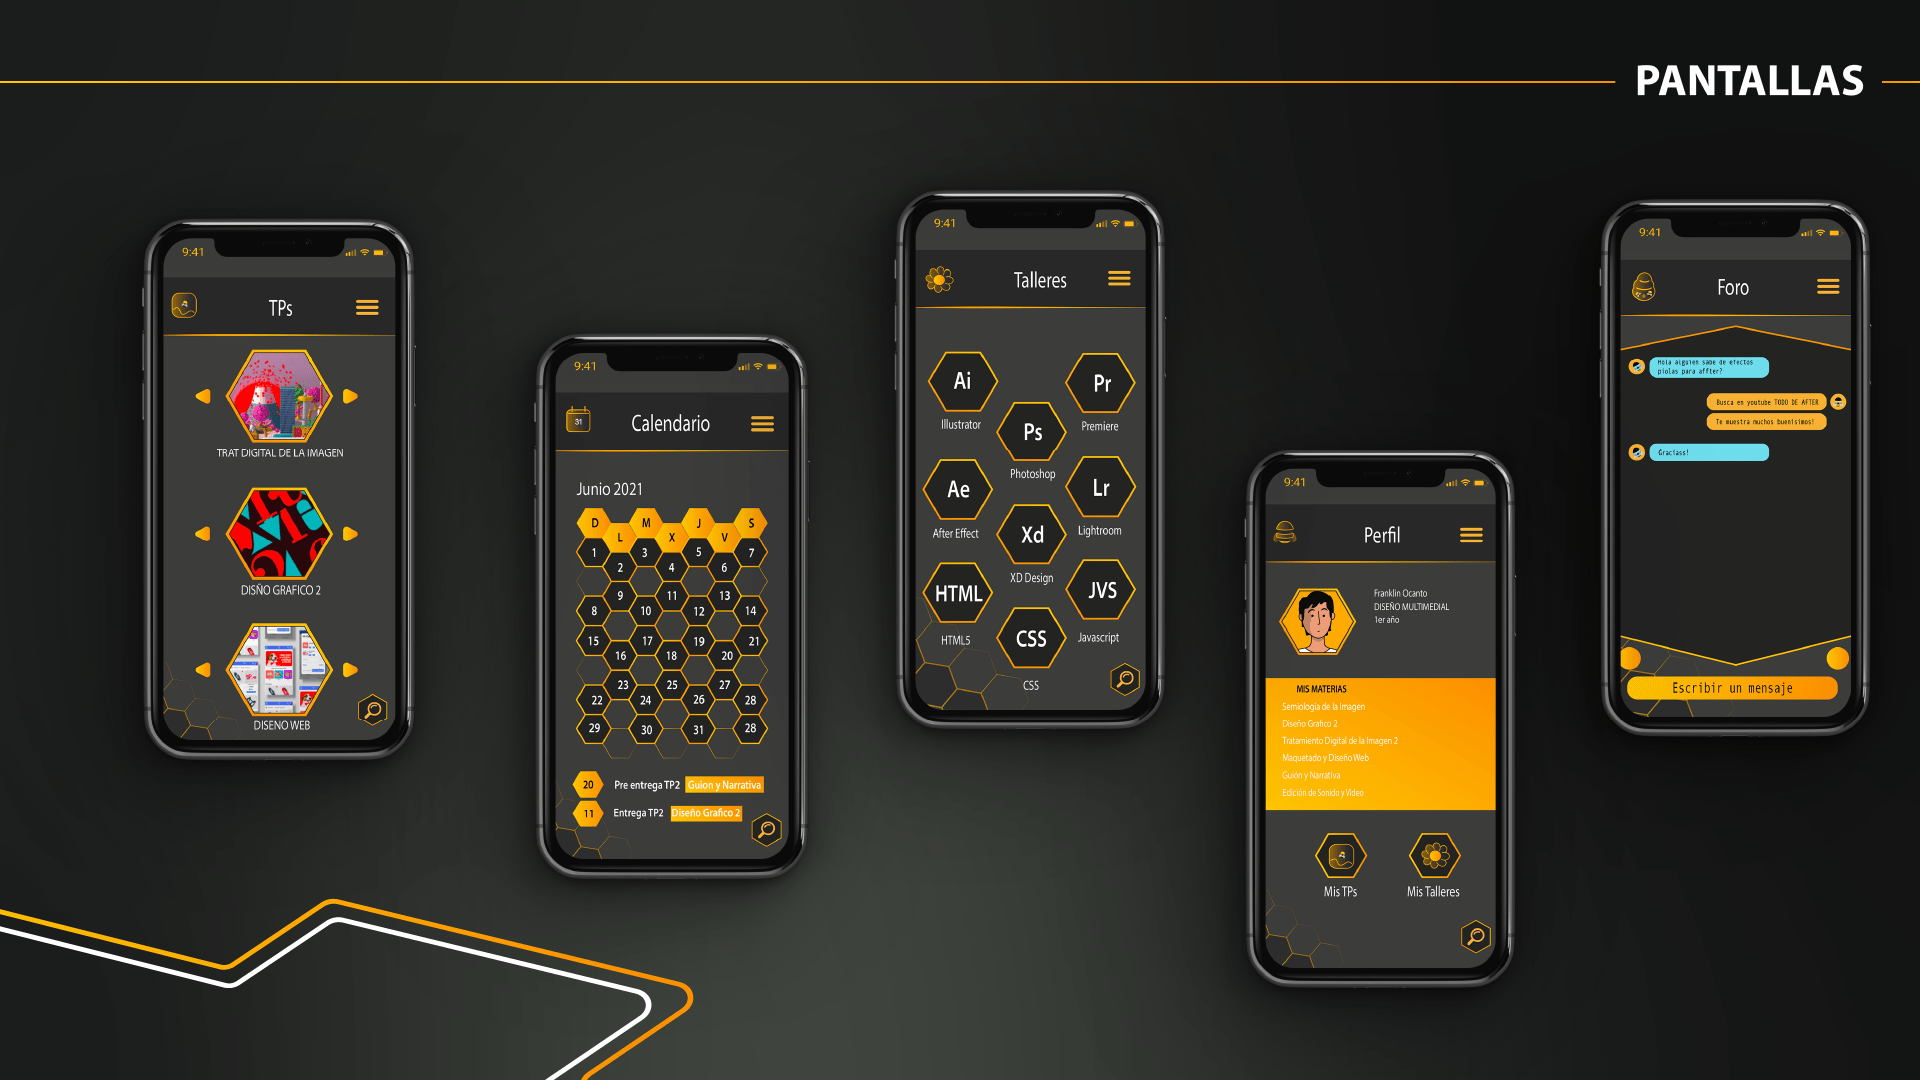 PANTALLAS
9:41
TPs
TRAT DIGITAL DE LA IMAGEN
DISÑO GRAFICO 2
DISENO WEB
9:41
31
Calendario
Junio 2021
D L M X J V S
1 2 3 4 5 6 7
8 9 10 11 12 13 14
15 16 17 18 19 20 21
22 23 24 25 26 27 28
29 30 31 28
20 Pre entrega TP2 Guion y Narrativa
11 Entrega TP2 Diseño Grafico 2
9:41
Talleres
Ai
Illustrator
Pr
Premiere
Ps
Photoshop
Ae
After Effect
Lr
Lightroom
Xd
XD Design
HTML
HTML5
JVS
Javascript
CSS
CSS
9:41
Perfil
Franklin Ocanto
DISEÑO MULTIMEDIAL
1er año
MIS MATERIAS
Semiologia de la Imagen
Diseño Grafico 2
Tratamiento Digital de la Imagen 2
Maquetado y Diseño Web
Guión y Narrativa
Edición de Sonido y Video
Mis TPs
Mis Talleres
9:41
Foro
Hola alguien sabe de efectos
piolas para affter?
Busca en youtube TODO DE AFTER
Te muestra muchos buenisimos!
Graciass!
Escribir un mensaje